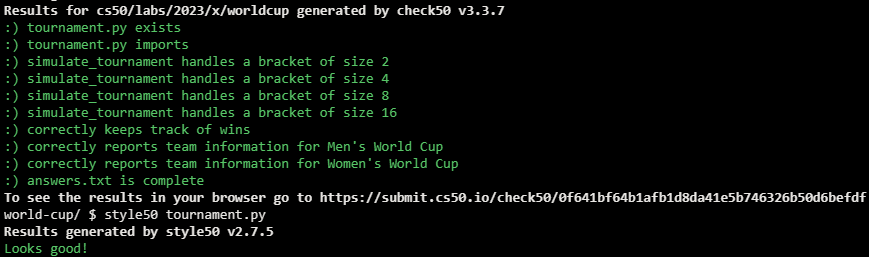 Results for cs50/labs/2023/x/worldcup generated by check50 v3.3.7
:) tournament.py exists
:) tournament.py imports
:) simulate_tournament handles a bracket of size 2
:) simulate_tournament handles a bracket of size 4
:) simulate_tournament handles a bracket of size 8
:) simulate_tournament handles a bracket of size 16
:) correctly keeps track of wins
:) correctly reports team information for Men's World Cup
:) correctly reports team information for Women's World Cup
:) answers.txt is complete
To see the results in your browser go to https://submit.cs50.io/check50/0f641bf64b1afb1d8da41e5b746326b50d6befdf
world-cup/ $ style50 tournament.py
Results generated by style50 v2.7.5
Looks good!